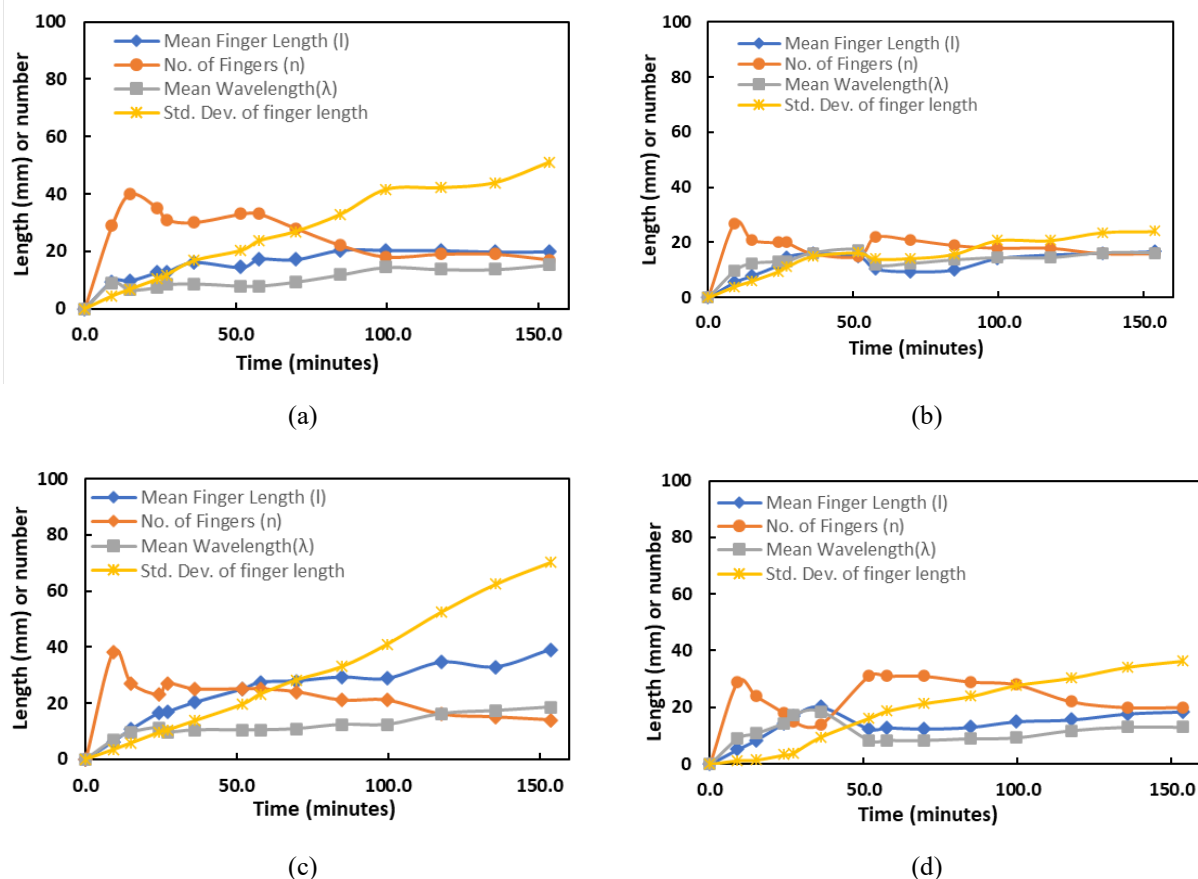 100
80
60
40
20
0
Length (mm) or number
Mean Finger Length (l)
No. of Fingers (n)
Mean Wavelength(λ)
Std. Dev. of finger length
0.0 50.0 100.0 150.0
Time (minutes)
(a)
100
80
60
40
20
0
Length (mm) or number
Mean Finger Length (l)
No. of Fingers (n)
Mean Wavelength(λ)
Std. Dev. of finger length
0.0 50.0 100.0 150.0
Time (minutes)
(b)
100
80
60
40
20
0
Length (mm) or number
Mean Finger Length (l)
No. of Fingers (n)
Mean Wavelength(λ)
Std. Dev. of finger length
0.0 50.0 100.0 150.0
Time (minutes)
(c)
100
80
60
40
20
0
Length (mm) or number
Mean Finger Length (l)
No. of Fingers (n)
Mean Wavelength(λ)
Std. Dev. of finger length
0.0 50.0 100.0 150.0
Time (minutes)
(d)